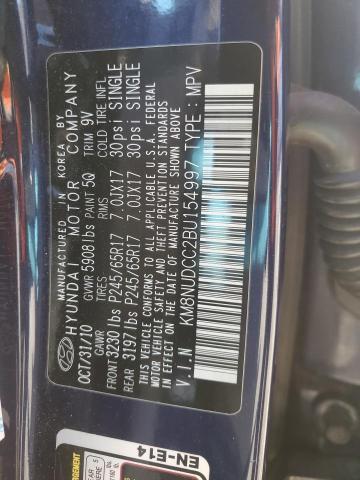 HYUNDAI MOTOR COMPANY
MADE IN KOREA BY
OCT/31/10 GVWR 5908 lbs PAINT 5Q TRIM 9V
GAWR TIRES RIMS COLD TIRE INFL
FRONT 3230 lbs P245/65R17 7.0JX17 30psi SINGLE
REAR 3197 lbs P245/65R17 7.0JX17 30psi SINGLE
THIS VEHICLE CONFORMS TO ALL APPLICABLE U.S.A. FEDERAL
MOTOR VEHICLE SAFETY AND THEFT PREVENTION STANDARDS
IN EFFECT ON THE DATE OF MANUFACTURE SHOWN ABOVE
V.I.N KM8NUDCC2BU154997 TYPE : MPV
EN-E14